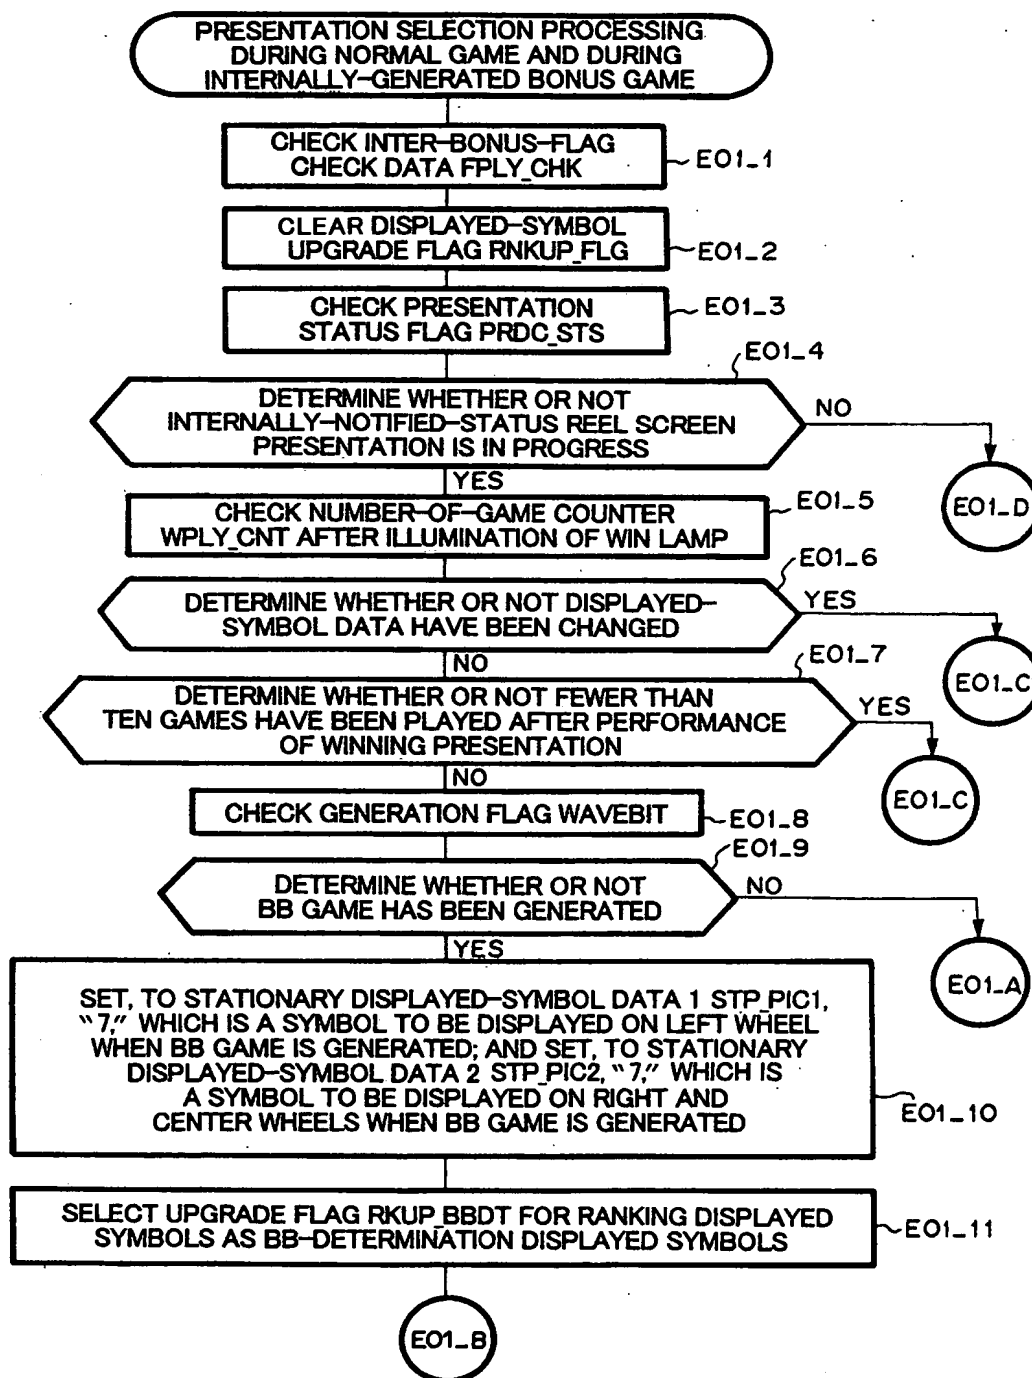 PRESENTATION SELECTION PROCESSING
DURING NORMAL GAME AND DURING
INTERNALLY-GENERATED BONUS GAME
CHECK INTER-BONUS-FLAG
CHECK DATA FPLY_CHK
E01_1
CLEAR DISPLAYED-SYMBOL
UPGRADE FLAG RNKUP_FLG
E01_2
CHECK PRESENTATION
STATUS FLAG PRDC_STS
E01_3
E01_4
DETERMINE WHETHER OR NOT
INTERNALLY-NOTIFIED-STATUS REEL SCREEN
PRESENTATION IS IN PROGRESS
NO
E01_D
YES
CHECK NUMBER-OF-GAME COUNTER
WPLY_CNT AFTER ILLUMINATION OF WIN LAMP
E01_5
E01_6
DETERMINE WHETHER OR NOT DISPLAYED-
SYMBOL DATA HAVE BEEN CHANGED
YES
E01_C
NO
E01_7
DETERMINE WHETHER OR NOT FEWER THAN
TEN GAMES HAVE BEEN PLAYED AFTER PERFORMANCE
OF WINNING PRESENTATION
YES
E01_C
NO
CHECK GENERATION FLAG WAVEBIT
E01_8
E01_9
DETERMINE WHETHER OR NOT
BB GAME HAS BEEN GENERATED
NO
E01_A
YES
SET, TO STATIONARY DISPLAYED-SYMBOL DATA 1 STP_PIC1,
"7," WHICH IS A SYMBOL TO BE DISPLAYED ON LEFT WHEEL
WHEN BB GAME IS GENERATED; AND SET, TO STATIONARY
DISPLAYED-SYMBOL DATA 2 STP_PIC2, "7," WHICH IS
A SYMBOL TO BE DISPLAYED ON RIGHT AND
CENTER WHEELS WHEN BB GAME IS GENERATED
E01_10
SELECT UPGRADE FLAG RKUP_BBDT FOR RANKING DISPLAYED
SYMBOLS AS BB-DETERMINATION DISPLAYED SYMBOLS
E01_11
E01_B